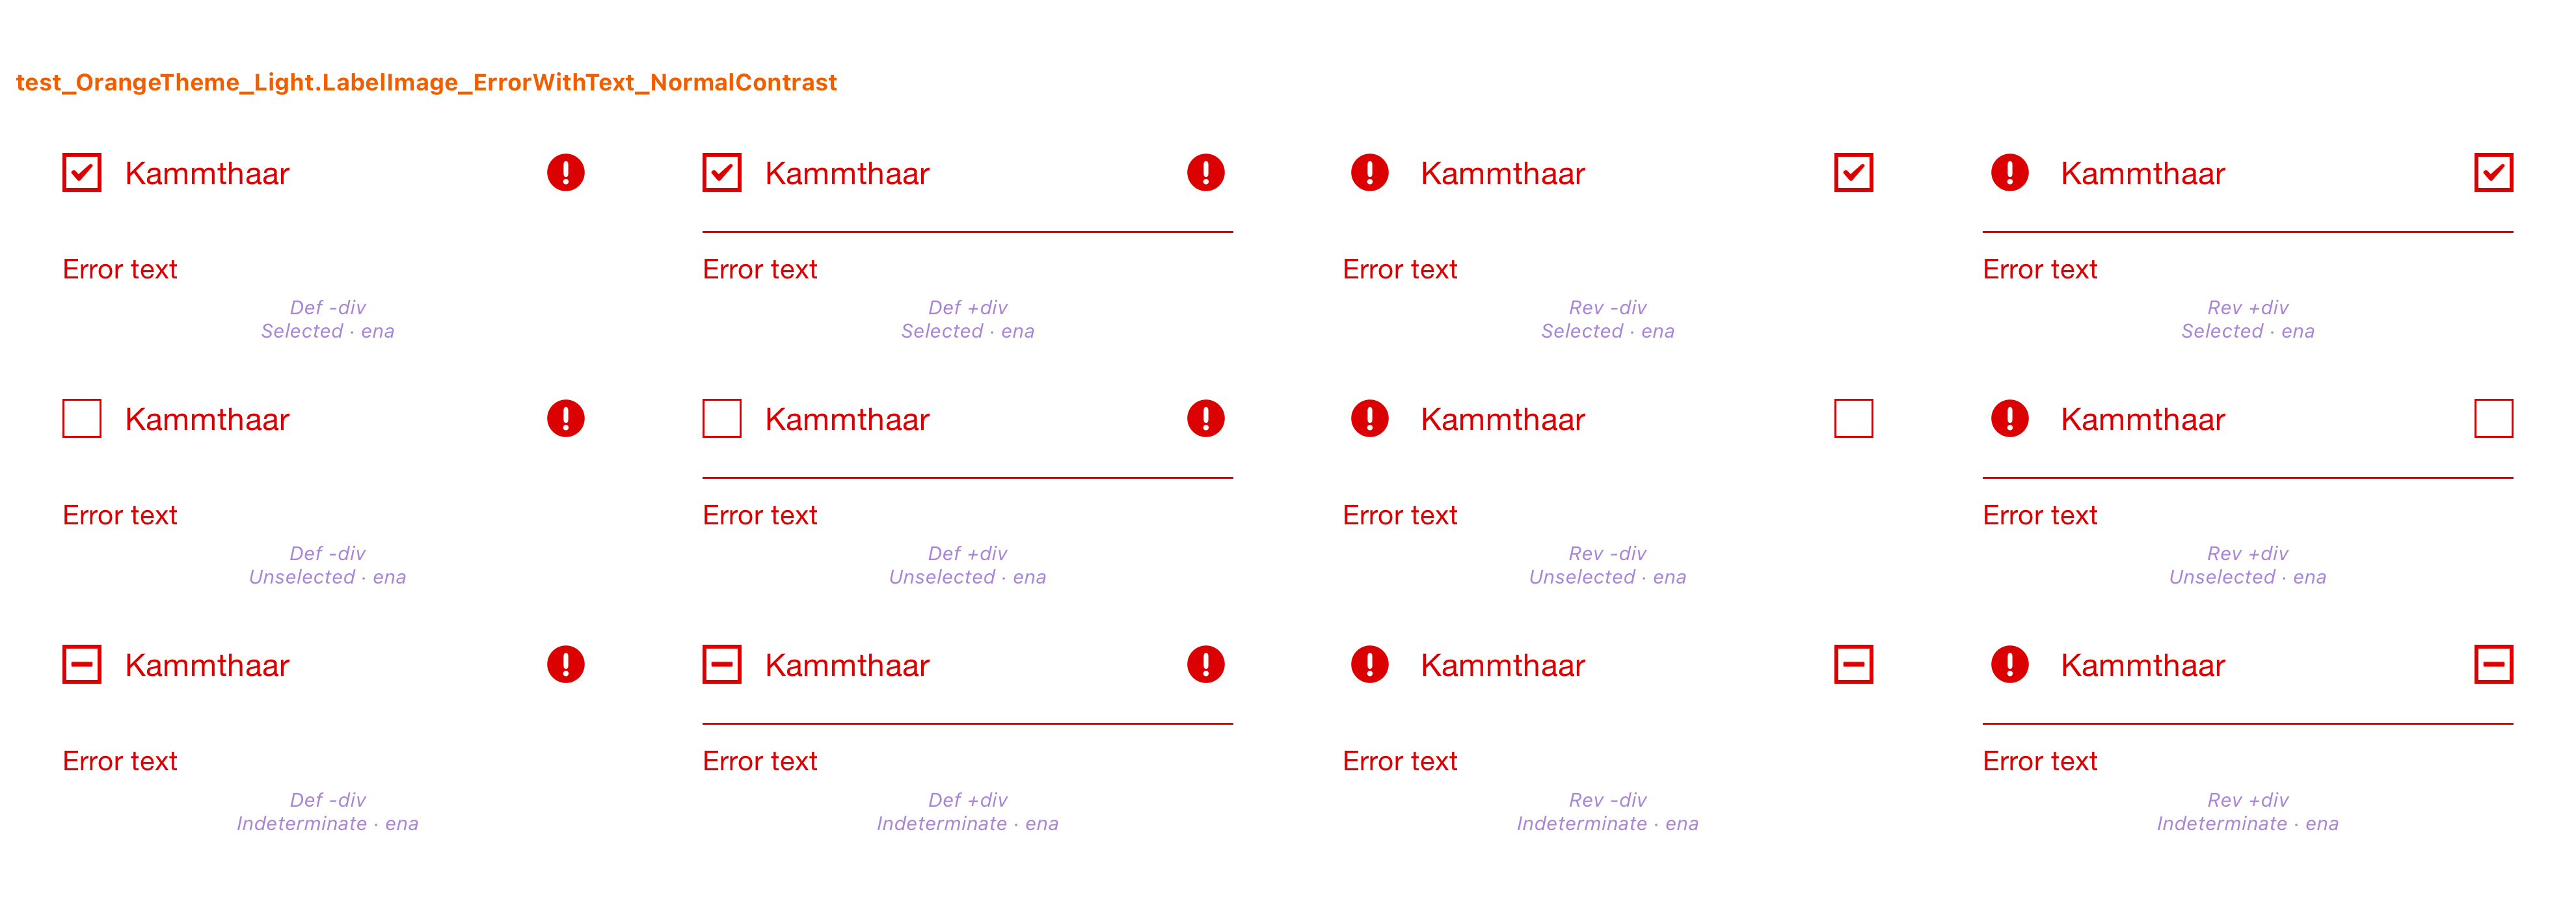 test_OrangeTheme_Light.LabelImage_ErrorWithText_NormalContrast
Kammthaar
Kammthaar
Kammthaar
Kammthaar
Error text
Error text
Error text
Error text
Def -div
Selected · ena
Def +div
Selected · ena
Rev -div
Selected · ena
Rev +div
Selected · ena
Kammthaar
Kammthaar
Kammthaar
Kammthaar
Error text
Error text
Error text
Error text
Def -div
Unselected · ena
Def +div
Unselected · ena
Rev -div
Unselected · ena
Rev +div
Unselected · ena
Kammthaar
Kammthaar
Kammthaar
Kammthaar
Error text
Error text
Error text
Error text
Def -div
Indeterminate · ena
Def +div
Indeterminate · ena
Rev -div
Indeterminate · ena
Rev +div
Indeterminate · ena